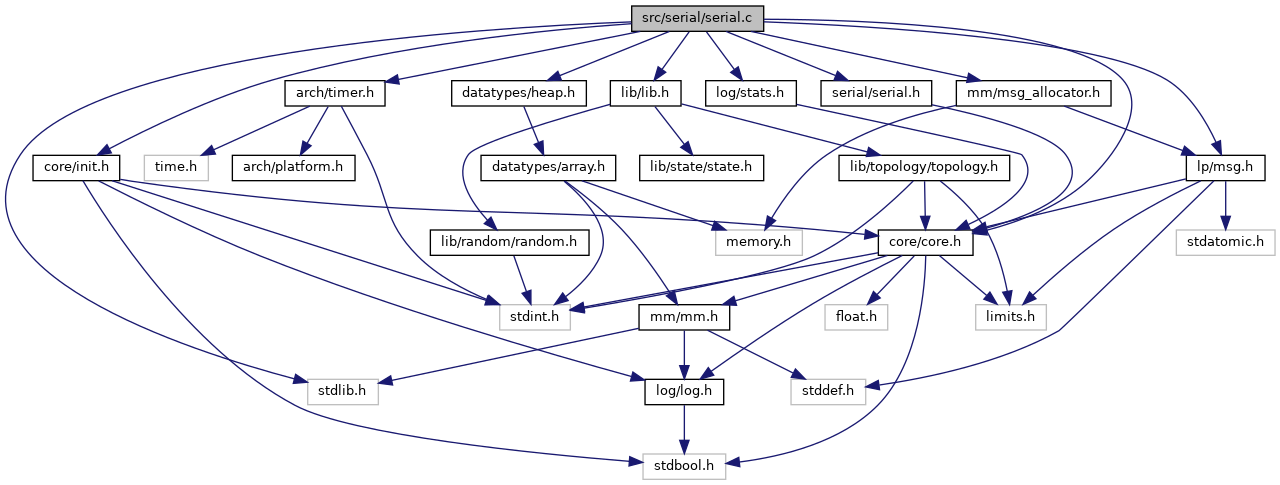 src/serial/serial.c
arch/timer.h
datatypes/heap.h
lib/lib.h
log/stats.h
serial/serial.h
mm/msg_allocator.h
core/init.h
time.h
arch/platform.h
datatypes/array.h
lib/state/state.h
lib/topology/topology.h
lp/msg.h
lib/random/random.h
memory.h
core/core.h
stdatomic.h
stdint.h
mm/mm.h
float.h
limits.h
stdlib.h
log/log.h
stddef.h
stdbool.h